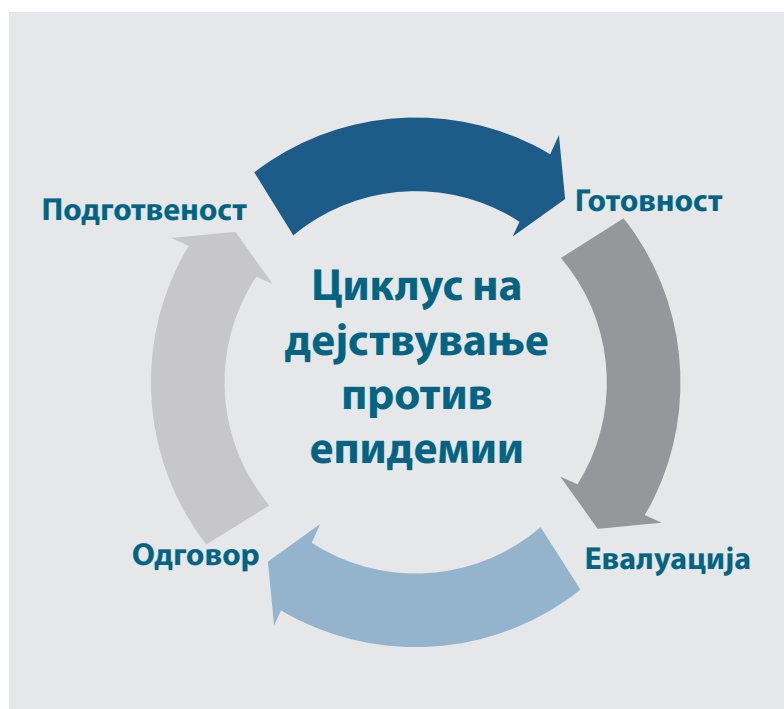 Подготвеност
Готовност
Циклус на
дејствување
против
епидемии
Одговор
Евалуација